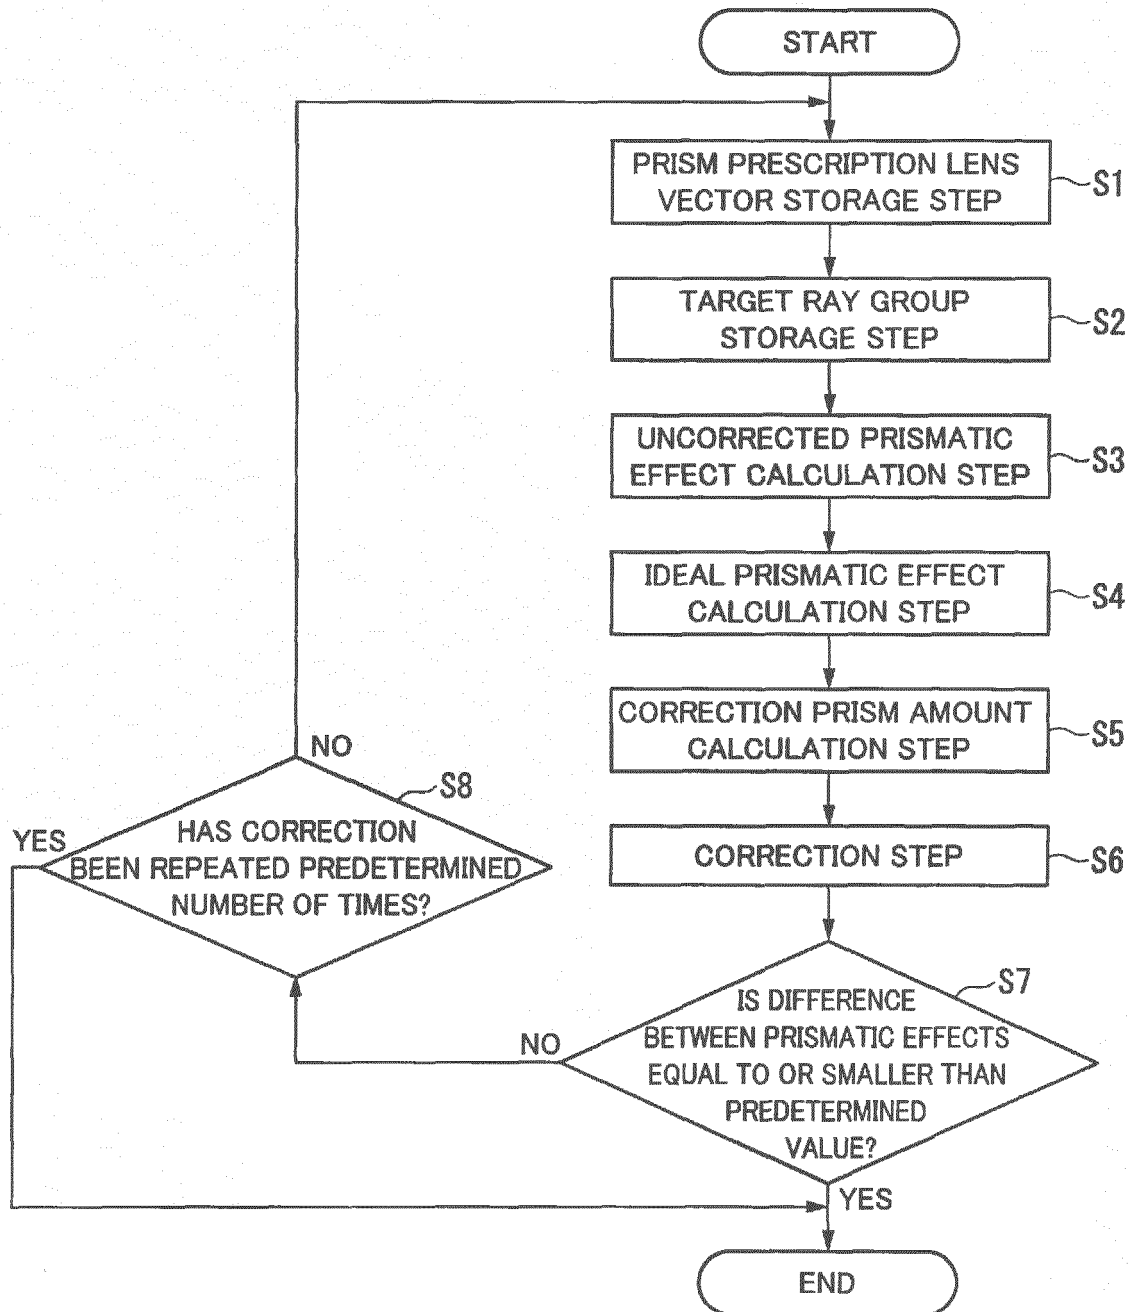 START
PRISM PRESCRIPTION LENS
VECTOR STORAGE STEP
S1
TARGET RAY GROUP
STORAGE STEP
S2
UNCORRECTED PRISMATIC
EFFECT CALCULATION STEP
S3
IDEAL PRISMATIC EFFECT
CALCULATION STEP
S4
CORRECTION PRISM AMOUNT
CALCULATION STEP
S5
CORRECTION STEP
S6
IS DIFFERENCE
BETWEEN PRISMATIC EFFECTS
EQUAL TO OR SMALLER THAN
PREDETERMINED
VALUE?
S7
NO
YES
HAS CORRECTION
BEEN REPEATED PREDETERMINED
NUMBER OF TIMES?
S8
NO
YES
END